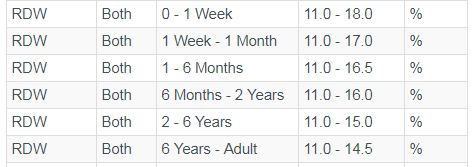 RDW Both 0 - 1 Week 11.0 - 18.0 %
RDW Both 1 Week - 1 Month 11.0 - 17.0 %
RDW Both 1 - 6 Months 11.0 - 16.5 %
RDW Both 6 Months - 2 Years 11.0 - 16.0 %
RDW Both 2 - 6 Years 11.0 - 15.0 %
RDW Both 6 Years - Adult 11.0 - 14.5 %